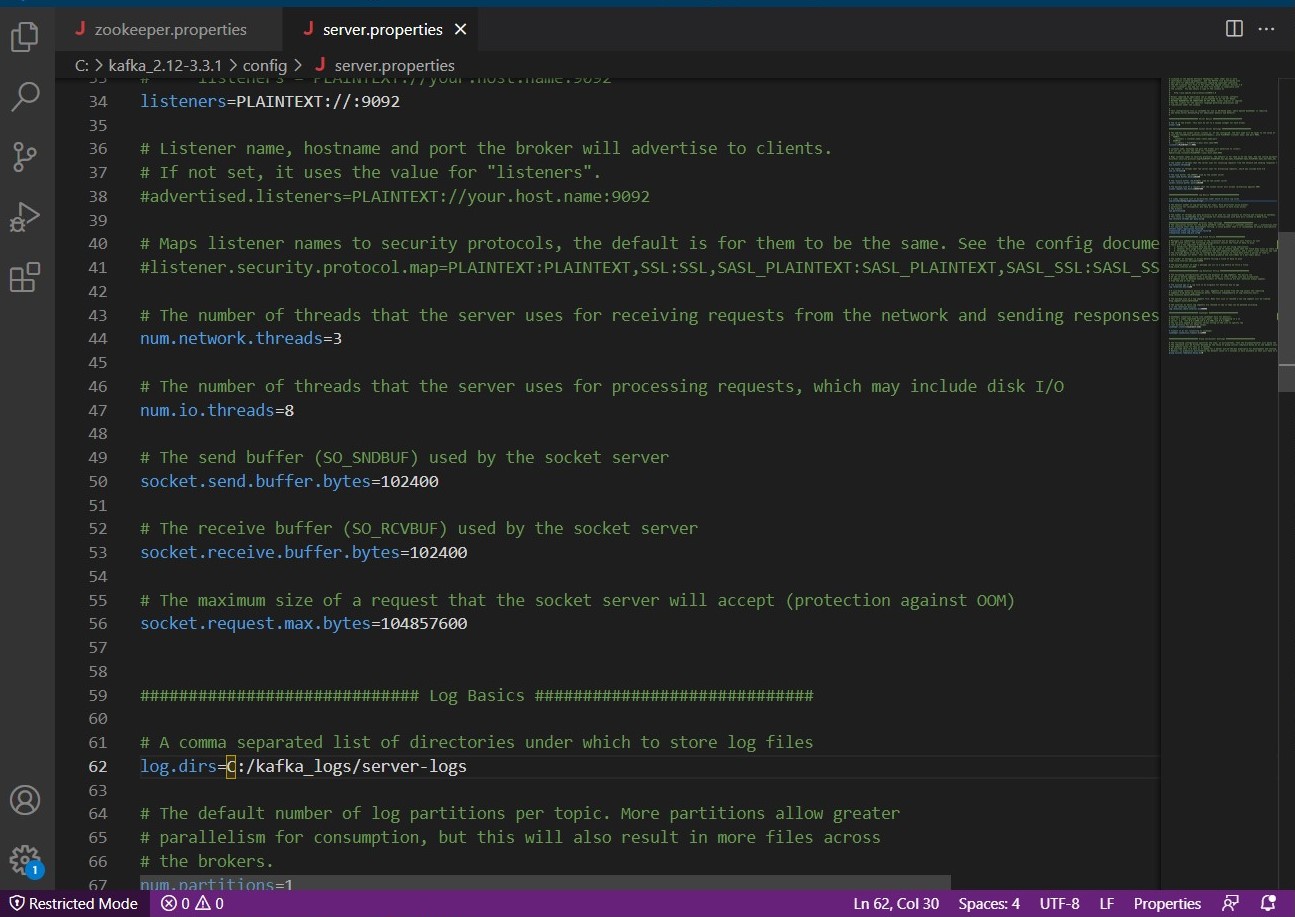 zookeeper.properties
server.properties
C: > kafka_2.12-3.3.1 > config > server.properties
33 # listeners = PLAINTEXT://your.host.name:9092
34 listeners=PLAINTEXT://:9092
35
36 # Listener name, hostname and port the broker will advertise to clients.
37 # If not set, it uses the value for "listeners".
38 #advertised.listeners=PLAINTEXT://your.host.name:9092
39
40 # Maps listener names to security protocols, the default is for them to be the same. See the config docume
41 #listener.security.protocol.map=PLAINTEXT:PLAINTEXT,SSL:SSL,SASL_PLAINTEXT:SASL_PLAINTEXT,SASL_SSL:SASL_SS
42
43 # The number of threads that the server uses for receiving requests from the network and sending responses
44 num.network.threads=3
45
46 # The number of threads that the server uses for processing requests, which may include disk I/O
47 num.io.threads=8
48
49 # The send buffer (SO_SNDBUF) used by the socket server
50 socket.send.buffer.bytes=102400
51
52 # The receive buffer (SO_RCVBUF) used by the socket server
53 socket.receive.buffer.bytes=102400
54
55 # The maximum size of a request that the socket server will accept (protection against OOM)
56 socket.request.max.bytes=104857600
57
58
59 ############################# Log Basics #############################
60
61 # A comma separated list of directories under which to store log files
62 log.dirs=C:/kafka_logs/server-logs
63
64 # The default number of log partitions per topic. More partitions allow greater
65 # parallelism for consumption, but this will also result in more files across
66 # the brokers.
67 num.partitions=1
1
Restricted Mode 0 0 Ln 62, Col 30 Spaces: 4 UTF-8 LF Properties